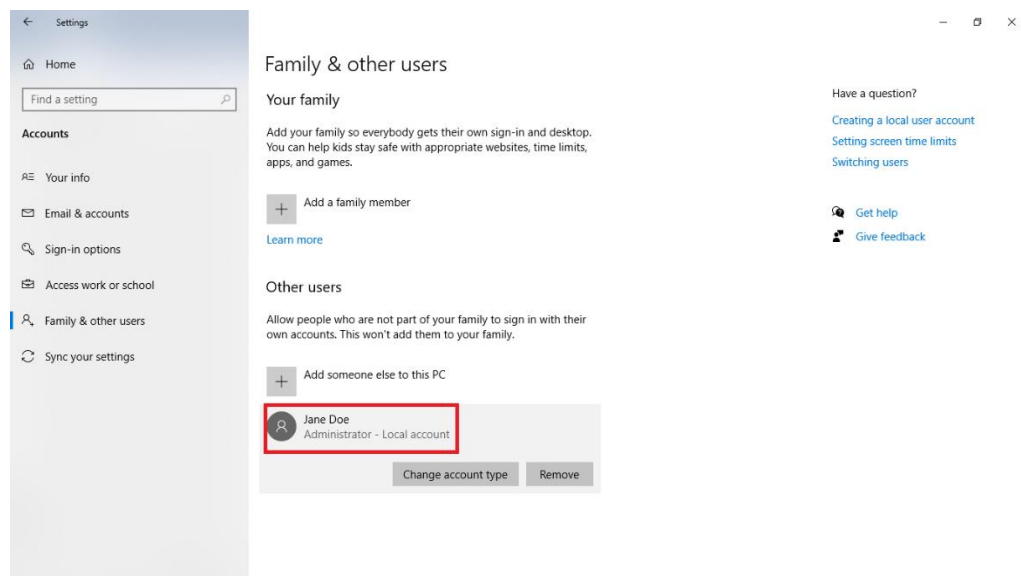 Settings
Home
Find a setting
Accounts
Your info
Email & accounts
Sign-in options
Access work or school
Family & other users
Sync your settings
Family & other users
Your family
Add your family so everybody gets their own sign-in and desktop.
You can help kids stay safe with appropriate websites, time limits,
apps, and games.
Add a family member
Learn more
Other users
Allow people who are not part of your family to sign in with their
own accounts. This won't add them to your family.
Add someone else to this PC
Jane Doe
Administrator - Local account
Change account type
Remove
Have a question?
Creating a local user account
Setting screen time limits
Switching users
Get help
Give feedback